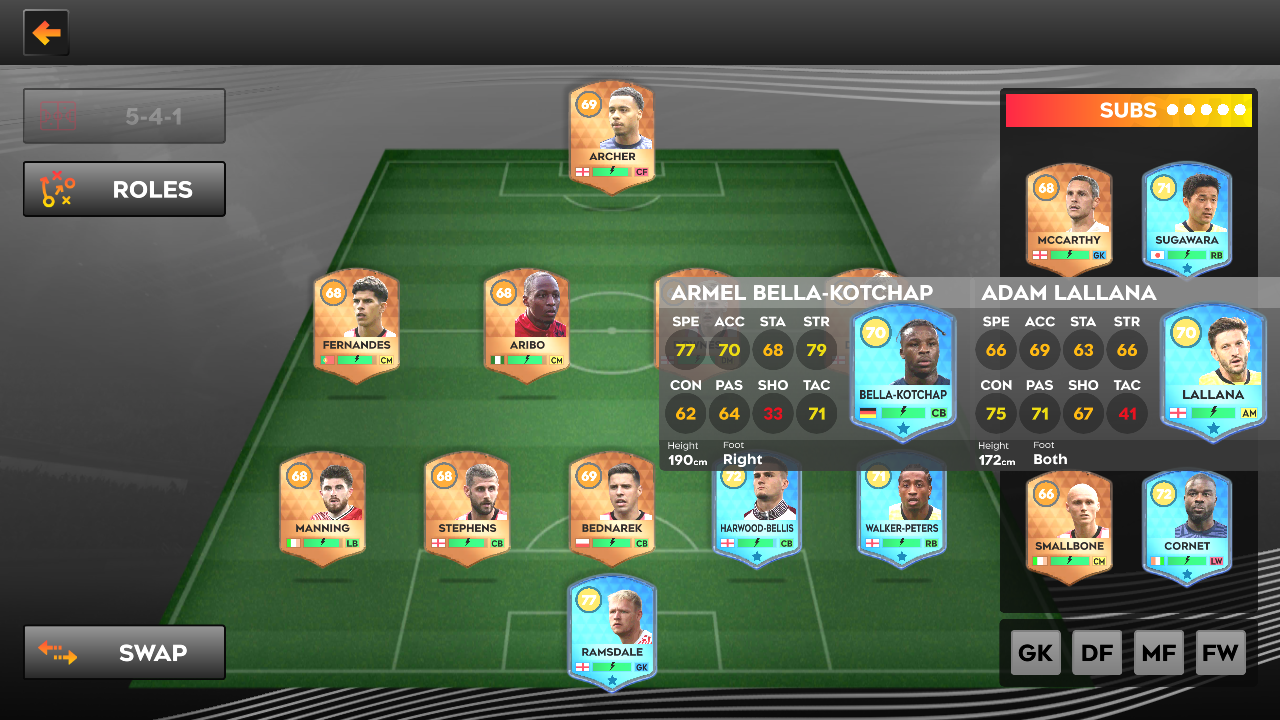 5-4-1
ROLES
SUBS
69
ARCHER
CF
68
MCCARTHY
GK
71
SUGAWARA
RB
68
FERNANDES
CM
68
ARIBO
CM
ARMEL BELLA-KOTCHAP
SPE ACC STA STR
77 70 68 79
CON PAS SHO TAC
62 64 33 71
Height
190cm
Foot
Right
70
BELLA-KOTCHAP
CB
ADAM LALLANA
SPE ACC STA STR
66 69 63 66
CON PAS SHO TAC
75 71 67 41
Height
172cm
Foot
Both
70
LALLANA
AM
68
MANNING
LB
68
STEPHENS
CB
69
BEDNAREK
CB
72
HARWOOD-BELLIS
CB
71
WALKER-PETERS
RB
66
SMALLBONE
CM
72
CORNET
LW
77
RAMSDALE
GK
SWAP
GK DF MF FW